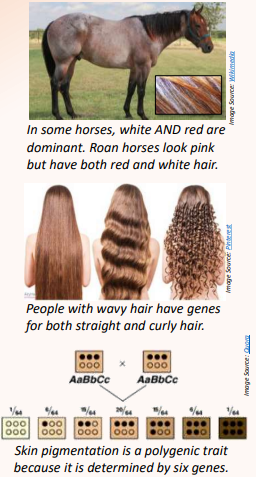 Image Source: Wikimedia
In some horses, white AND red are
dominant. Roan horses look pink
but have both red and white hair.
Image Source: Pinterest
People with wavy hair have genes
for both straight and curly hair.
Image Source: Quora
AaBbCc × AaBbCc
1/64 6/64 15/64 20/64 15/64 6/64 1/64
Skin pigmentation is a polygenic trait
because it is determined by six genes.